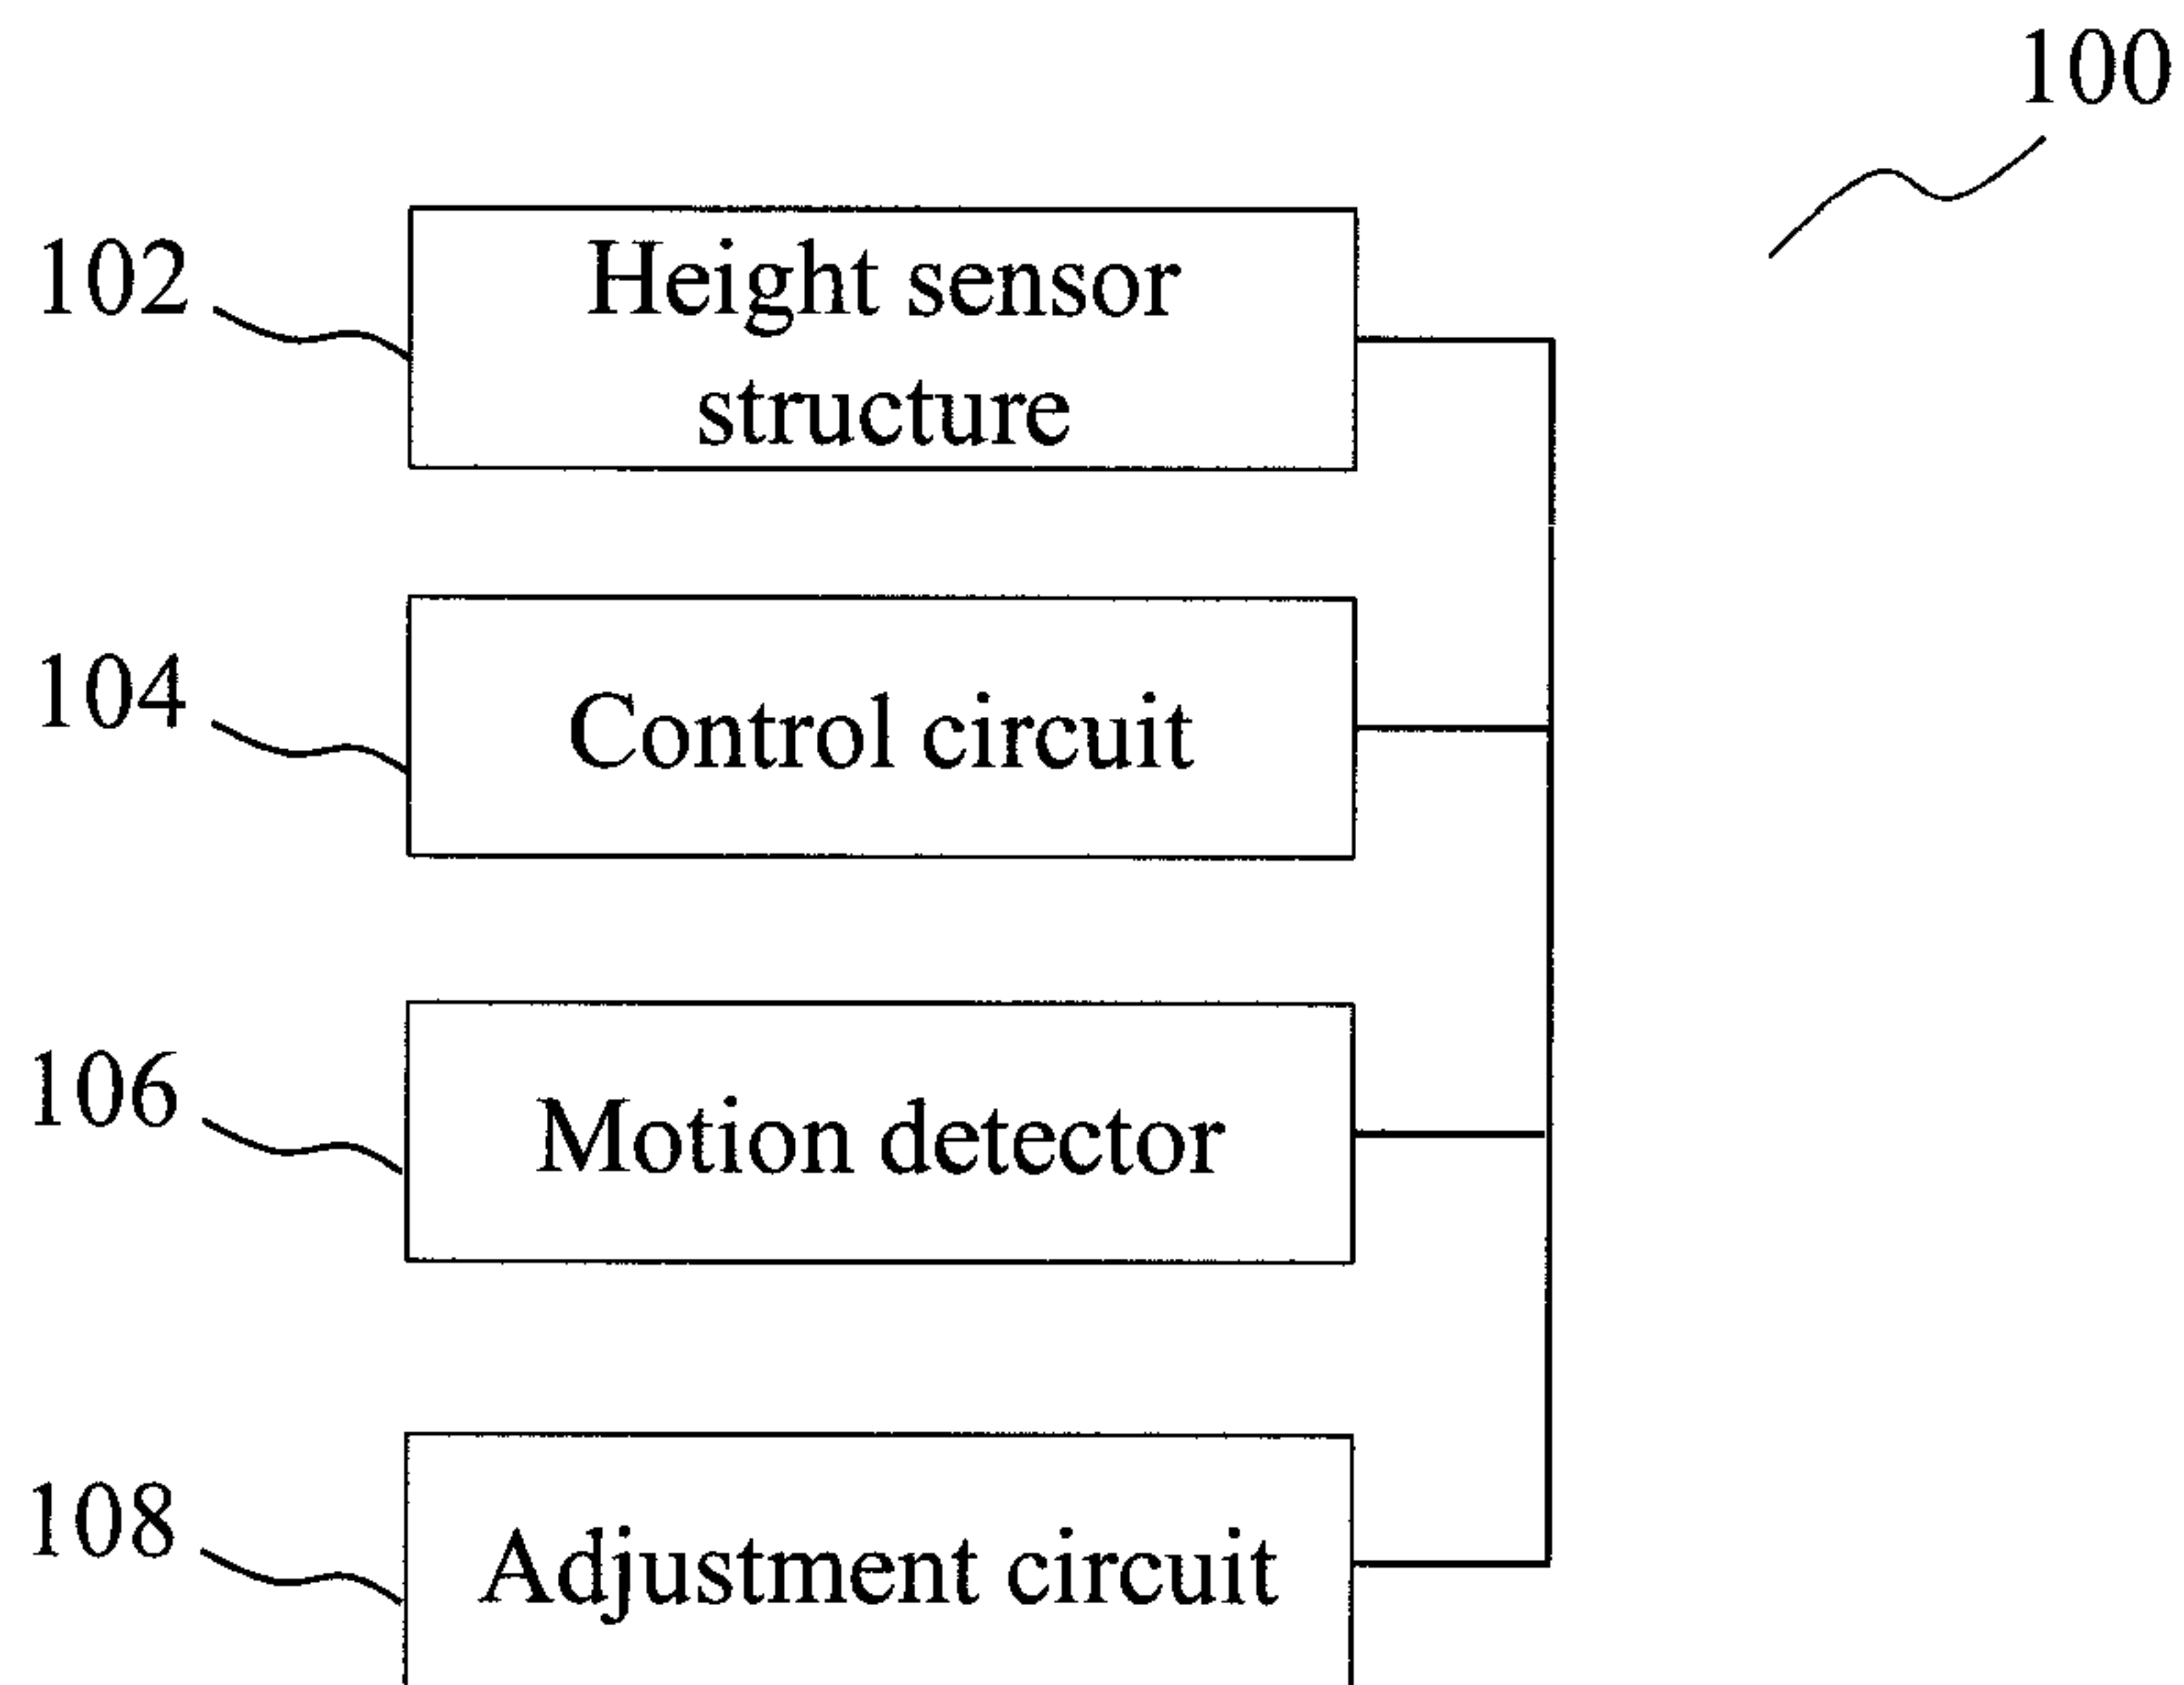 100
102
Height sensor
structure
104
Control circuit
106
Motion detector
108
Adjustment circuit